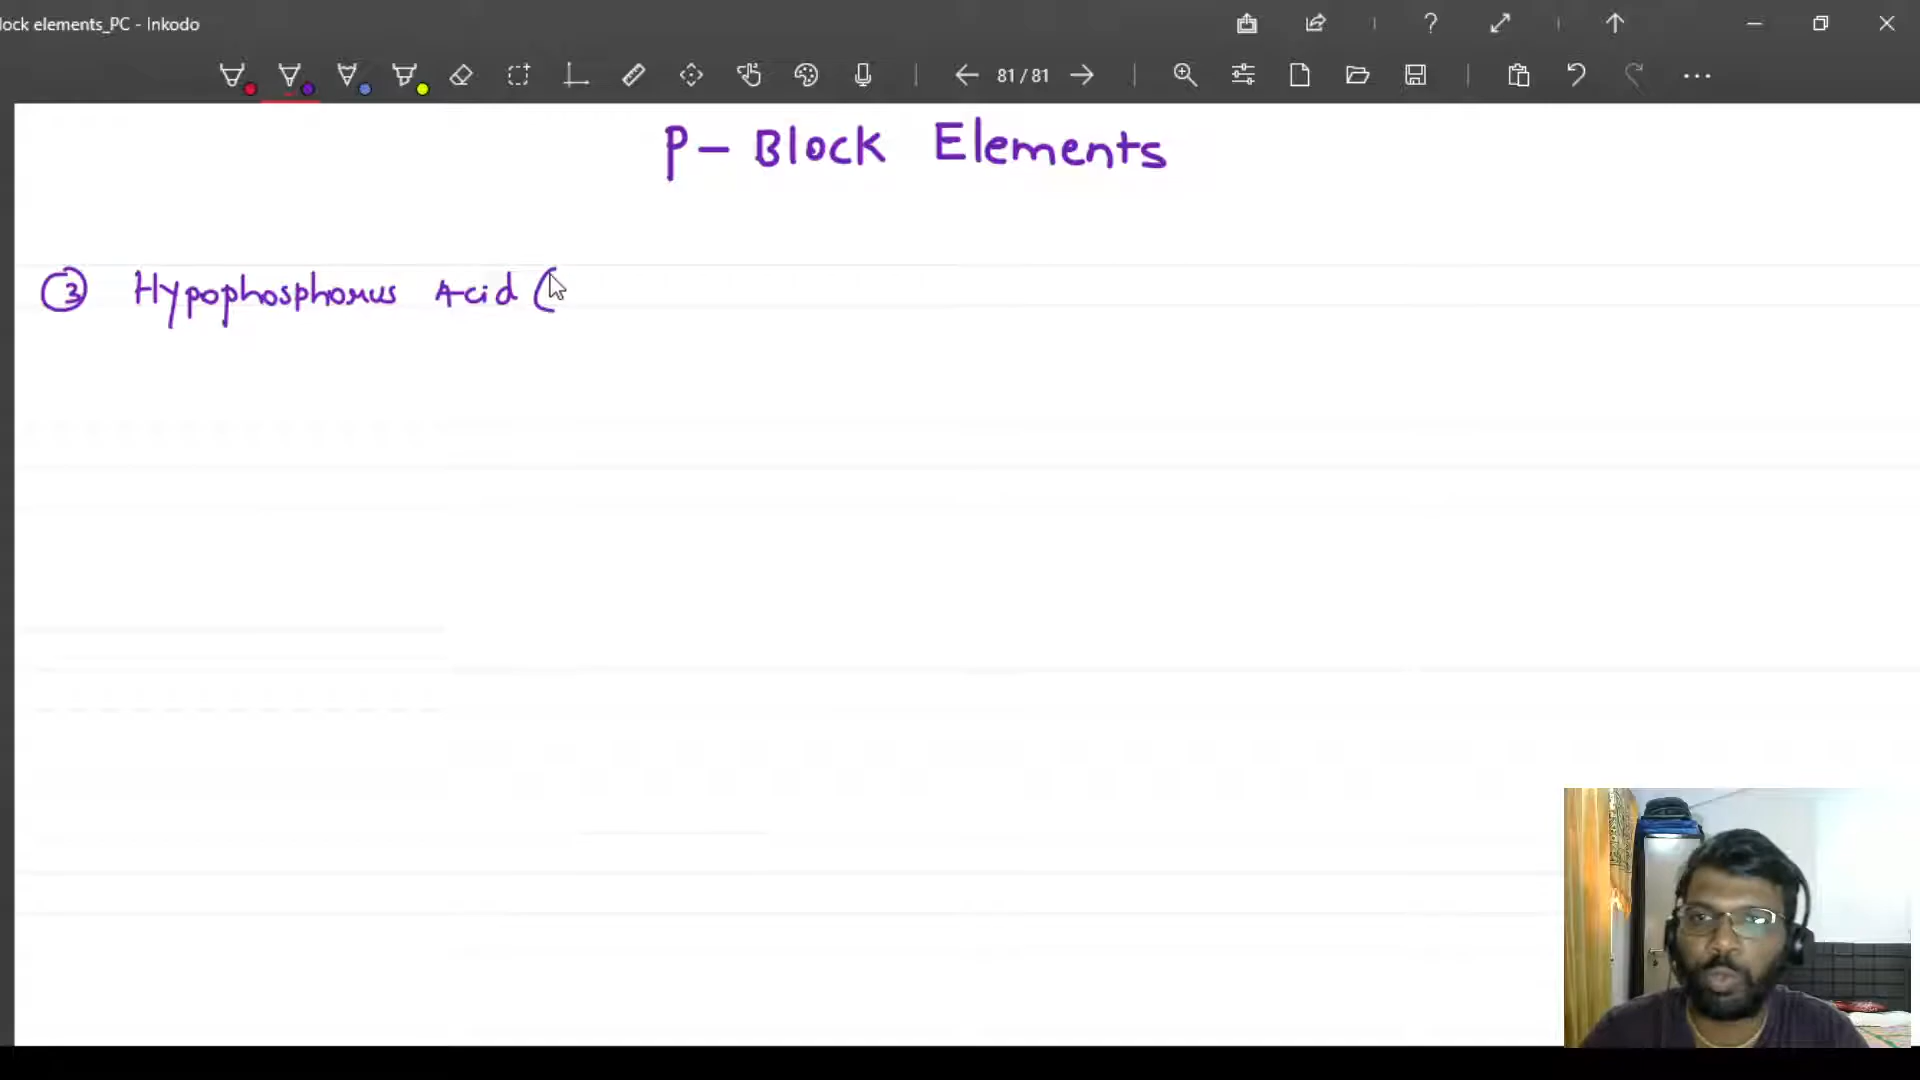 lock elements_PC - Inkodo
81 / 81
P - Block Elements
③ Hypophosphorus Acid (